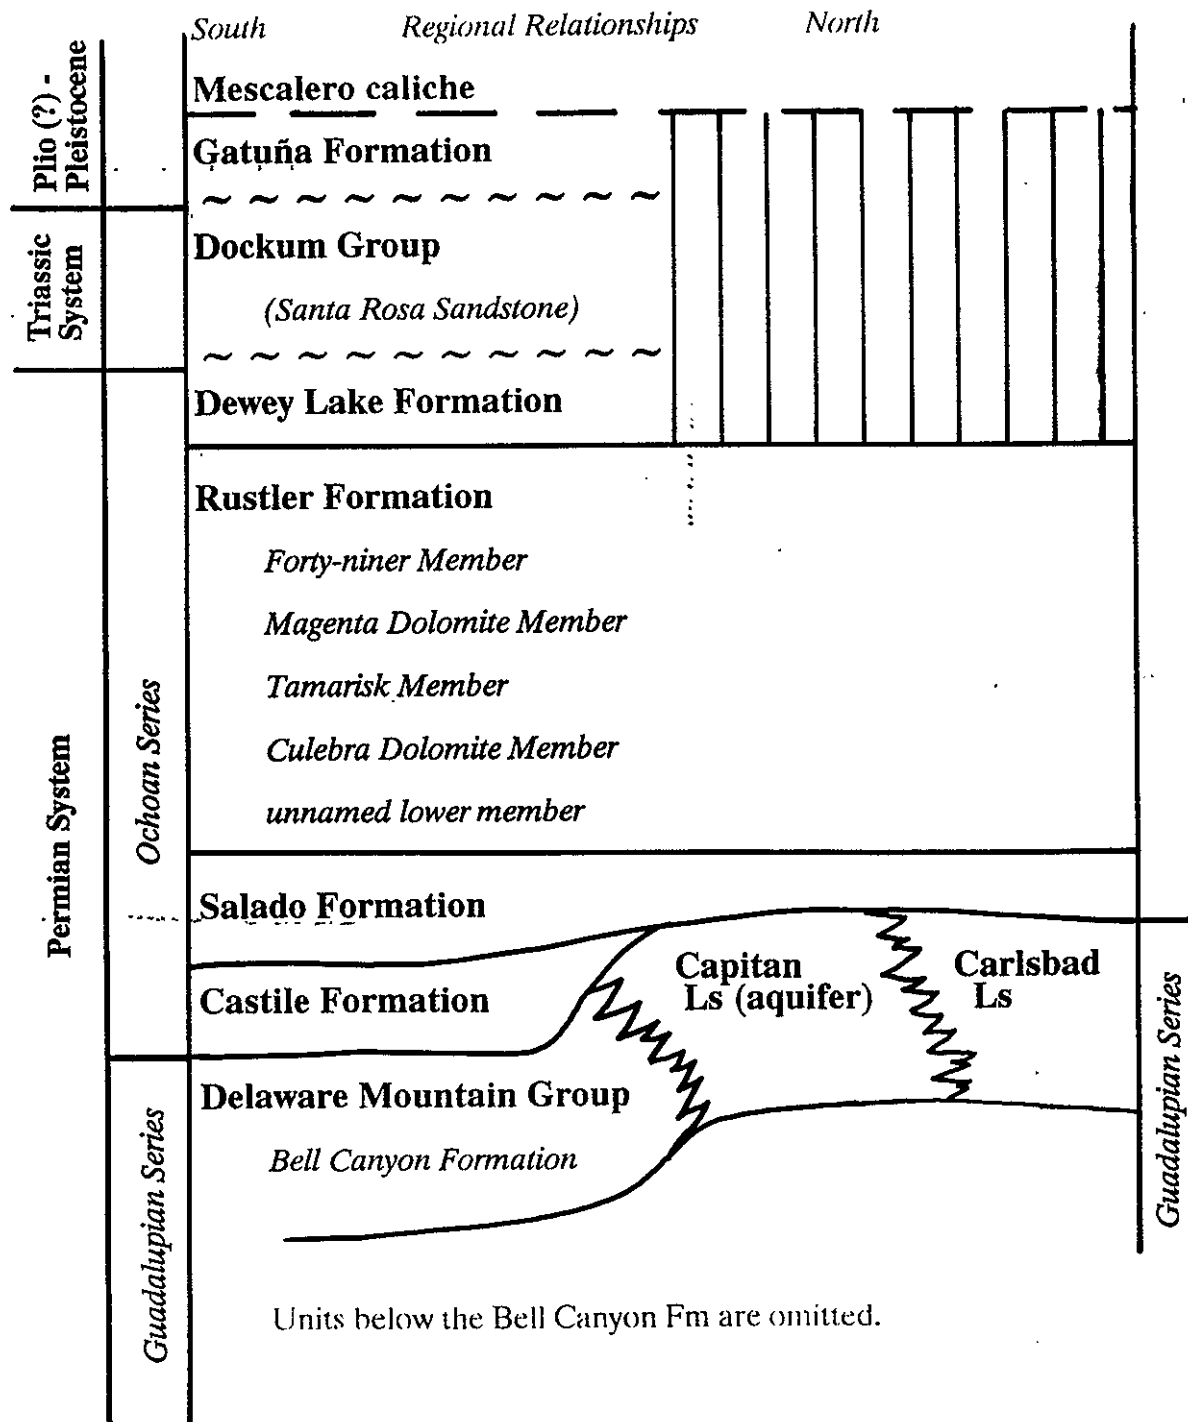 South Regional Relationships North
Plio (?) -
Pleistocene
Mescalero caliche
Gatuña Formation
Triassic
System
Dockum Group
(Santa Rosa Sandstone)
Dewey Lake Formation
Permian System
Ochoan Series
Rustler Formation
Forty-niner Member
Magenta Dolomite Member
Tamarisk Member
Culebra Dolomite Member
unnamed lower member
Salado Formation
Castile Formation
Capitan
Ls (aquifer)
Carlsbad
Ls
Guadalupian Series
Guadalupian Series
Delaware Mountain Group
Bell Canyon Formation
Units below the Bell Canyon Fm are omitted.